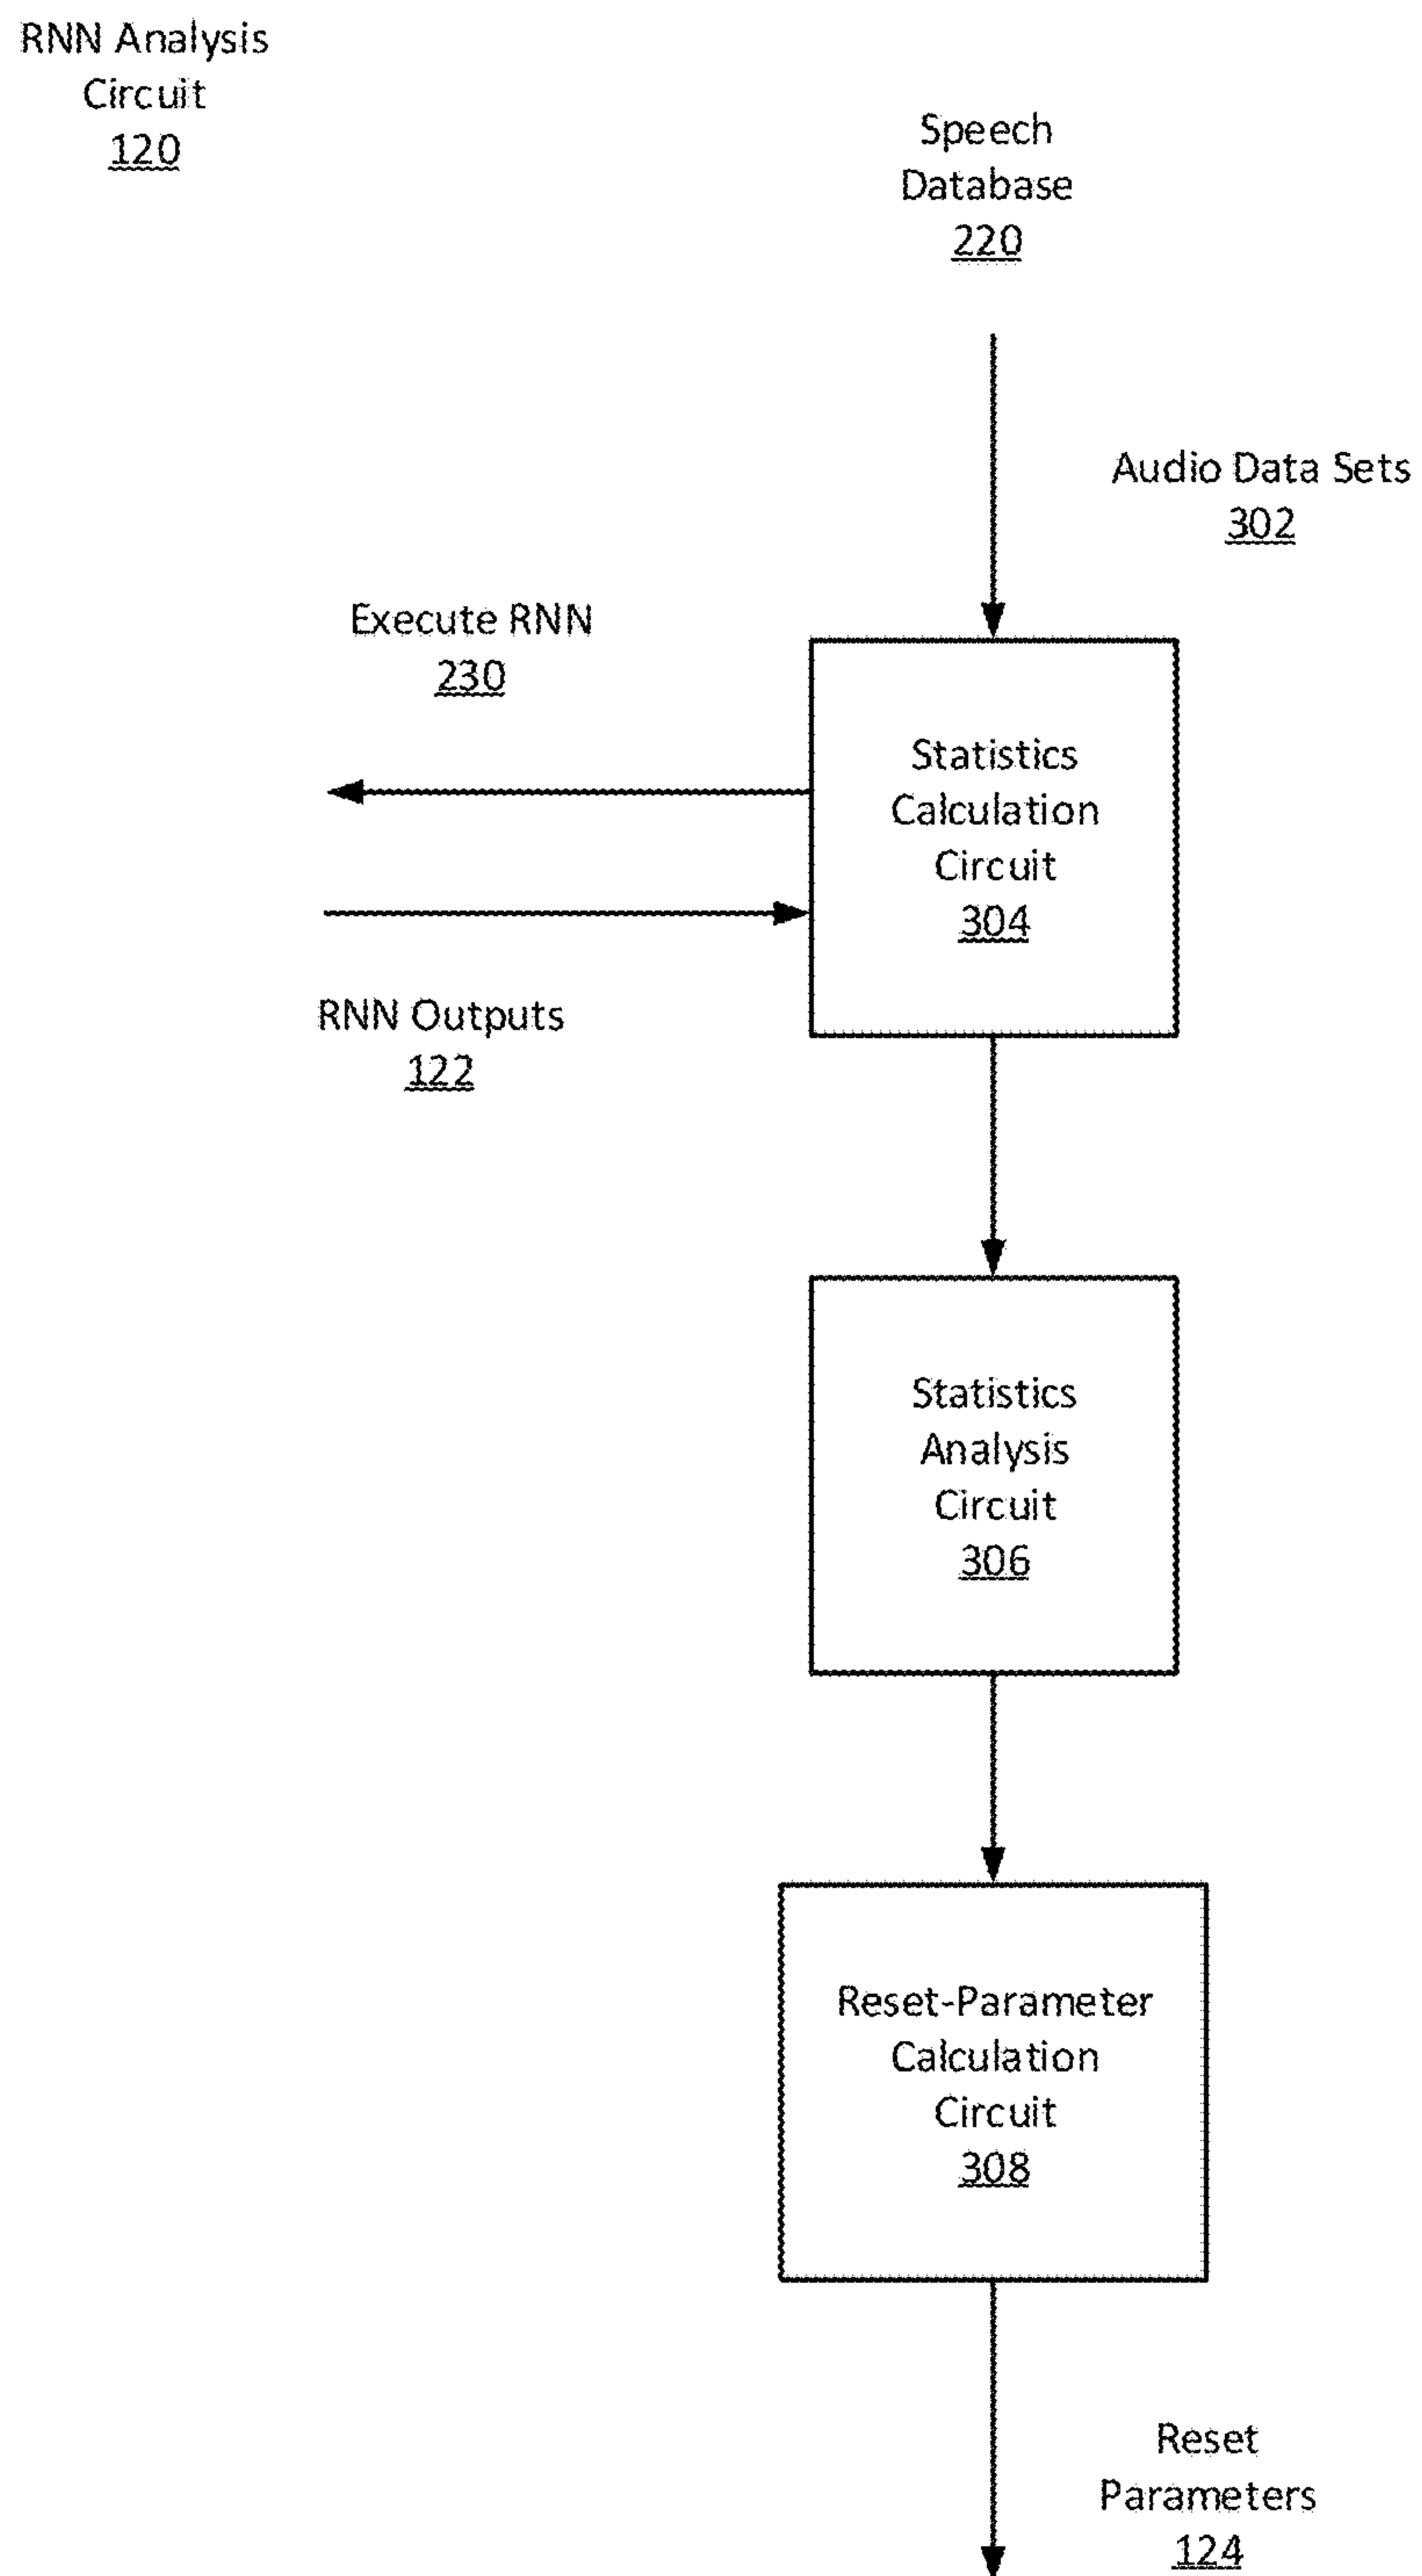 RNN Analysis
Circuit
120
Speech
Database
220
Audio Data Sets
302
Execute RNN
230
Statistics
Calculation
Circuit
304
RNN Outputs
122
Statistics
Analysis
Circuit
306
Reset-Parameter
Calculation
Circuit
308
Reset
Parameters
124